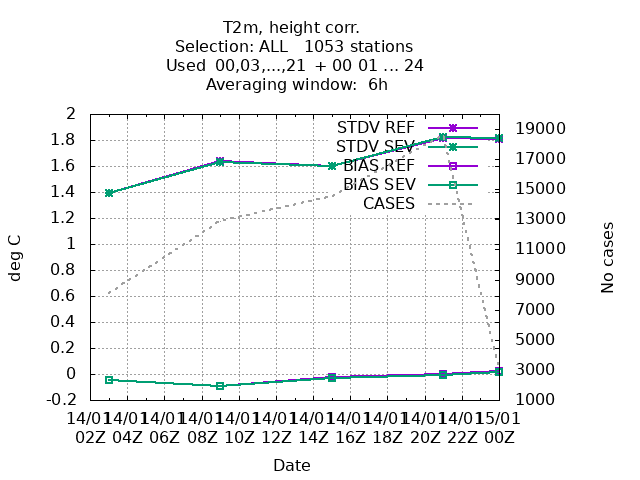 T2m, height corr.
Selection: ALL   1053 stations
Used  00,03,...,21  + 00 01 ... 24
Averaging window:  6h
STDV REF
STDV SEV
BIAS REF
BIAS SEV
CASES
deg C
2
1.8
1.6
1.4
1.2
1
0.8
0.6
0.4
0.2
0
-0.2
No cases
19000
17000
15000
13000
11000
9000
7000
5000
3000
1000
14/01 14/01 14/01 14/01 14/01 14/01 14/01 14/01 14/01 14/01 14/01 15/01
02Z 04Z 06Z 08Z 10Z 12Z 14Z 16Z 18Z 20Z 22Z 00Z
Date